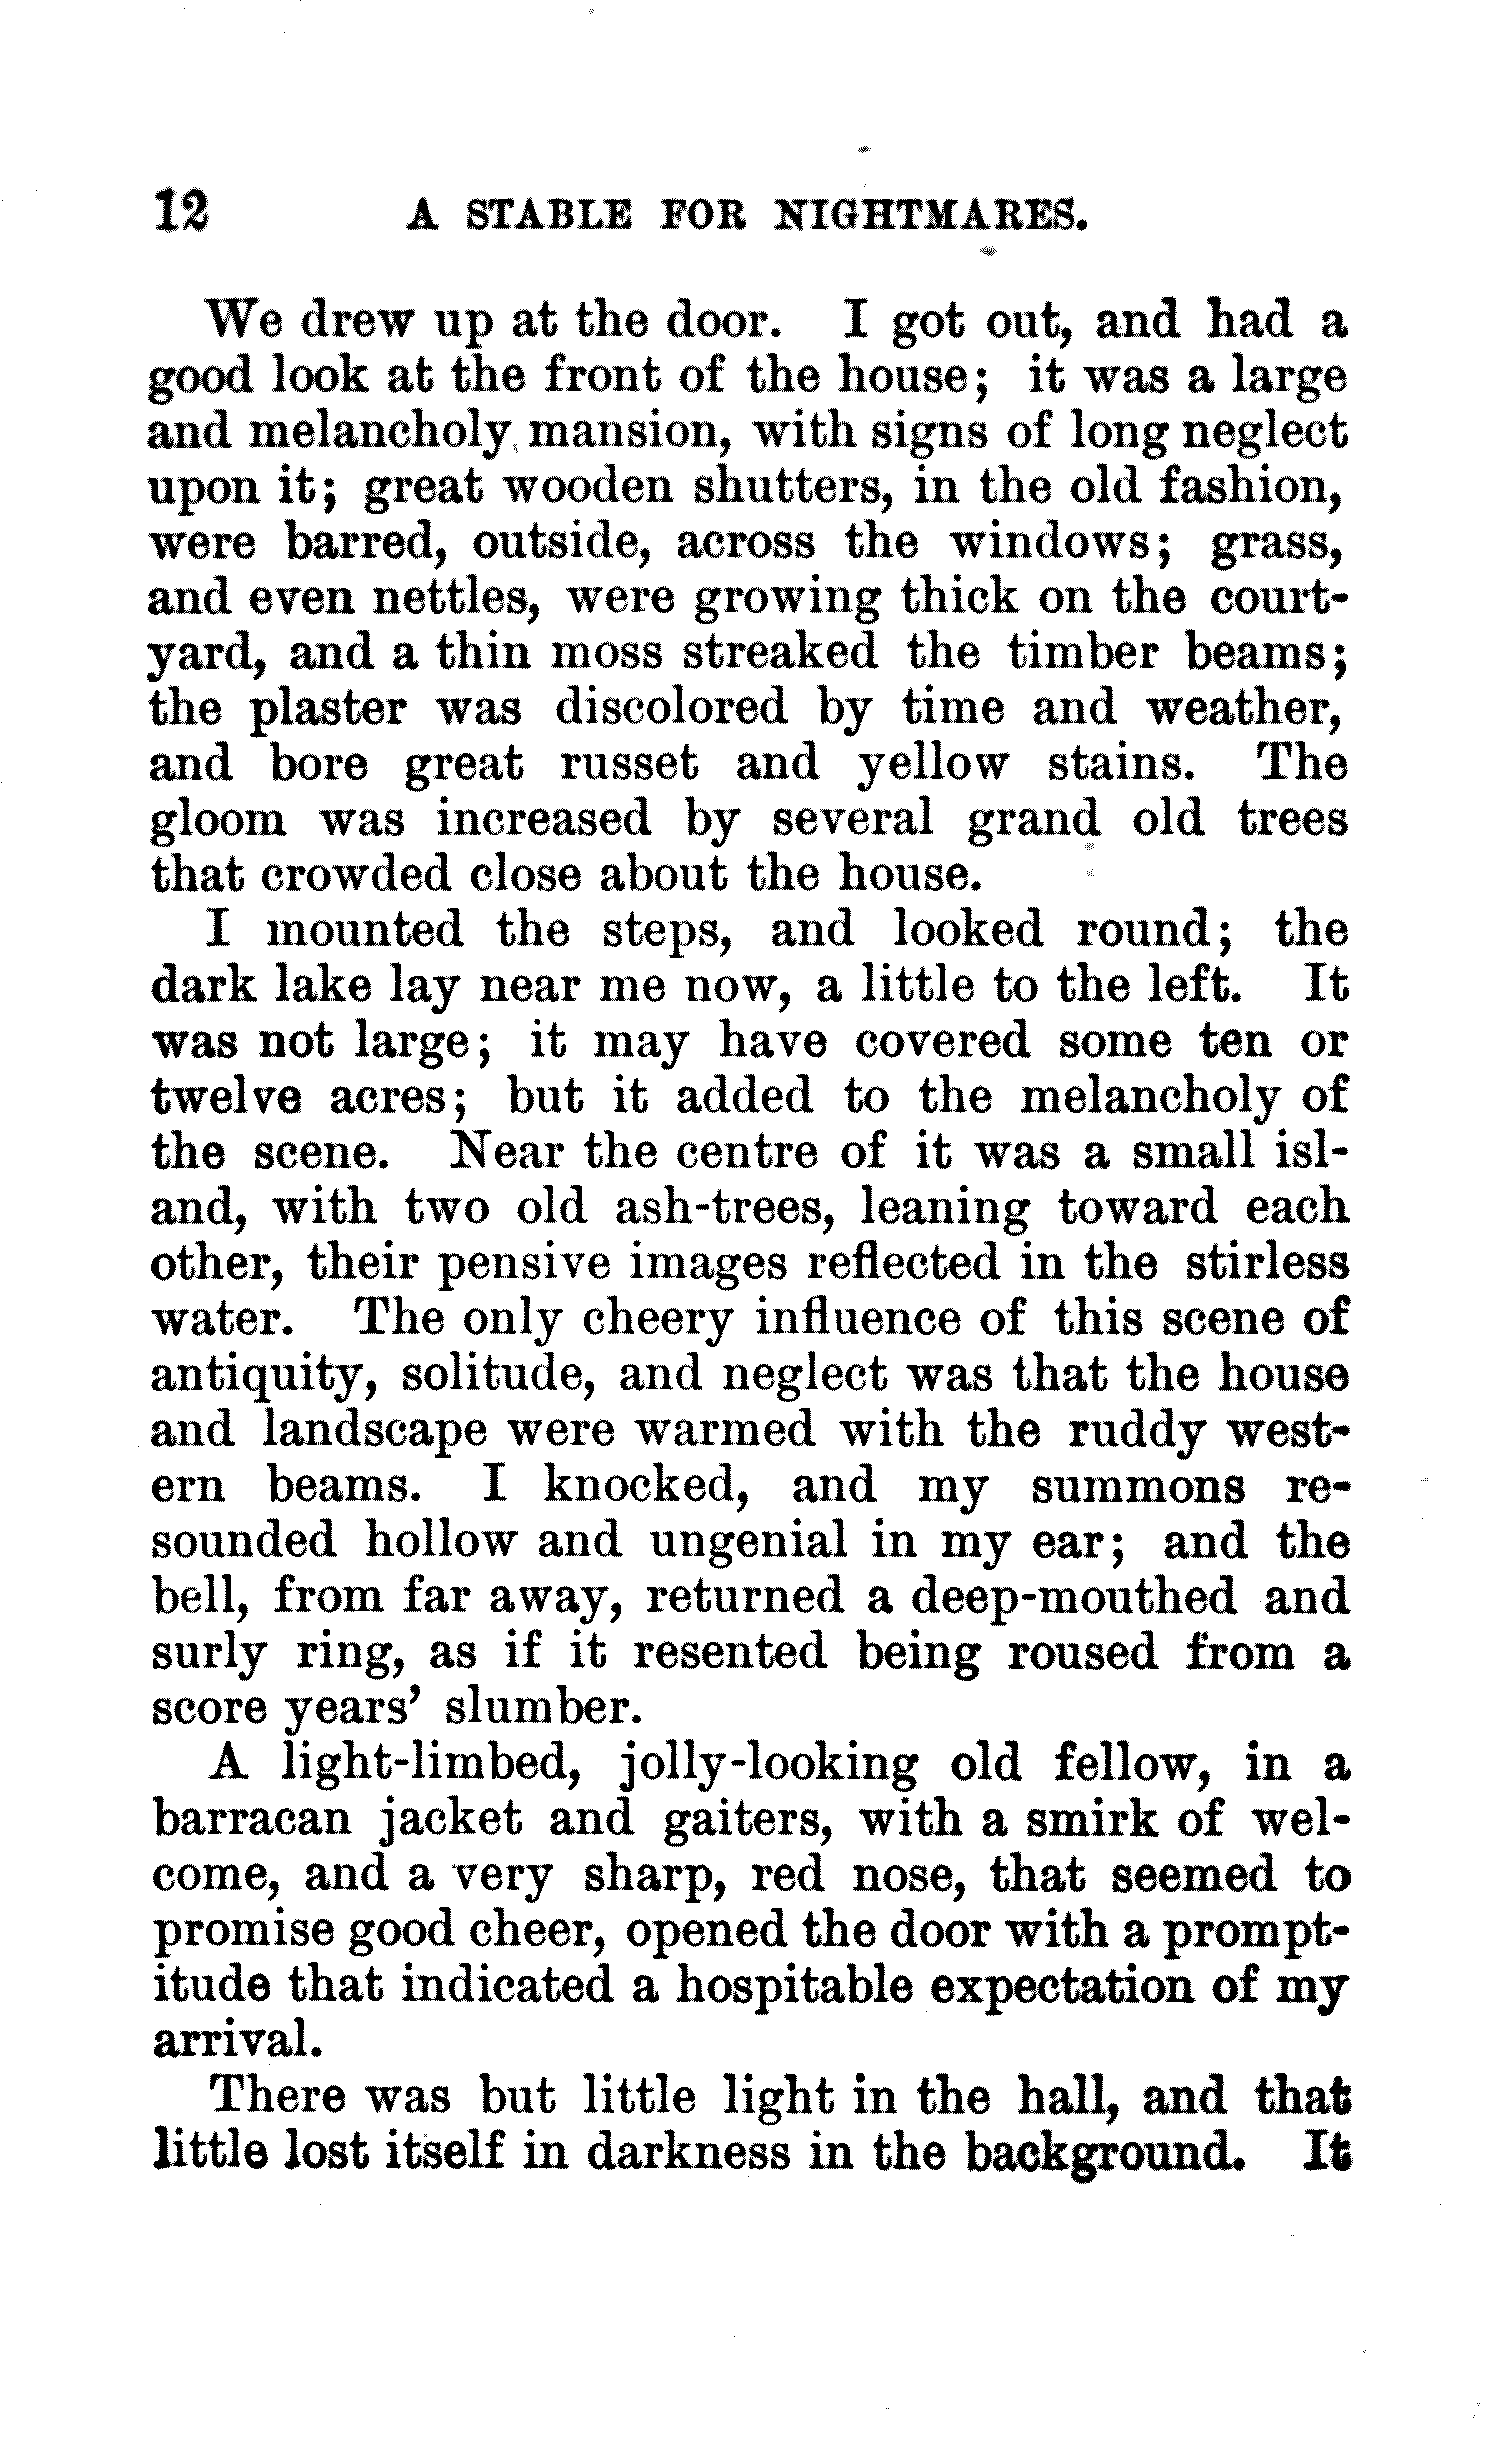 12 A STABLE FOR NIGHTMARES.
We drew up at the door. I got out, and had a
good look at the front of the house; it was a large
and melancholy mansion, with signs of long neglect
upon it; great wooden shutters, in the old fashion,
were barred, outside, across the windows; grass,
and even nettles, were growing thick on the court-
yard, and a thin moss streaked the timber beams;
the plaster was discolored by time and weather,
and bore great russet and yellow stains. The
gloom was increased by several grand old trees
that crowded close about the house.
I mounted the steps, and looked round; the
dark lake lay near me now, a little to the left. It
was not large; it may have covered some ten or
twelve acres; but it added to the melancholy of
the scene. Near the centre of it was a small isl-
and, with two old ash-trees, leaning toward each
other, their pensive images reflected in the stirless
water. The only cheery influence of this scene of
antiquity, solitude, and neglect was that the house
and landscape were warmed with the ruddy west-
ern beams. I knocked, and my summons re-
sounded hollow and ungenial in my ear; and the
bell, from far away, returned a deep-mouthed and
surly ring, as if it resented being roused from a
score years' slumber.
A light-limbed, jolly-looking old fellow, in a
barracan jacket and gaiters, with a smirk of wel-
come, and a very sharp, red nose, that seemed to
promise good cheer, opened the door with a prompt-
itude that indicated a hospitable expectation of my
arrival.
There was but little light in the hall, and that
little lost itself in darkness in the background. It